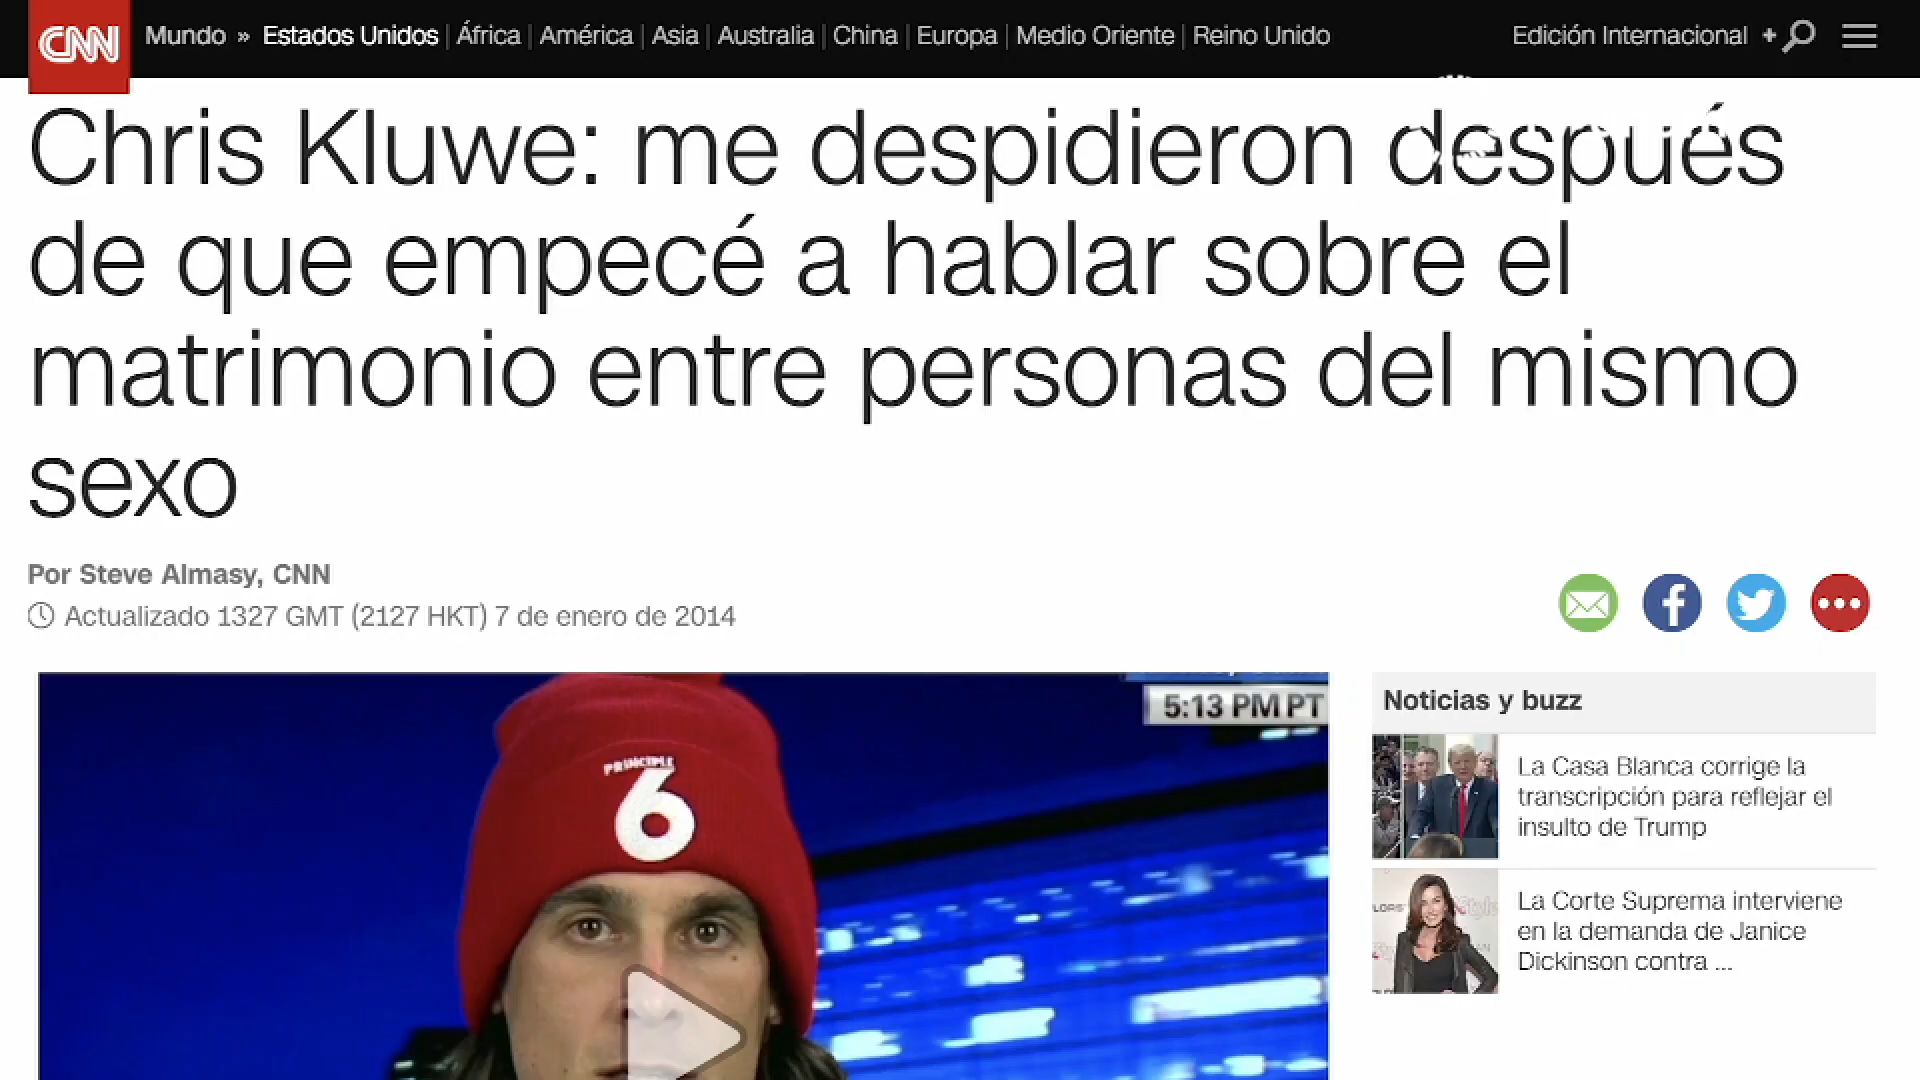 CNN Mundo » Estados Unidos | África | América | Asia | Australia | China | Europa | Medio Oriente | Reino Unido Edición Internacional +
Chris Kluwe: me despidieron después
de que empecé a hablar sobre el
matrimonio entre personas del mismo
sexo
Por Steve Almasy, CNN
Actualizado 1327 GMT (2127 HKT) 7 de enero de 2014
5:13 PM PT
PRINCIPLE
6
Noticias y buzz
La Casa Blanca corrige la
transcripción para reflejar el
insulto de Trump
La Corte Suprema interviene
en la demanda de Janice
Dickinson contra ...